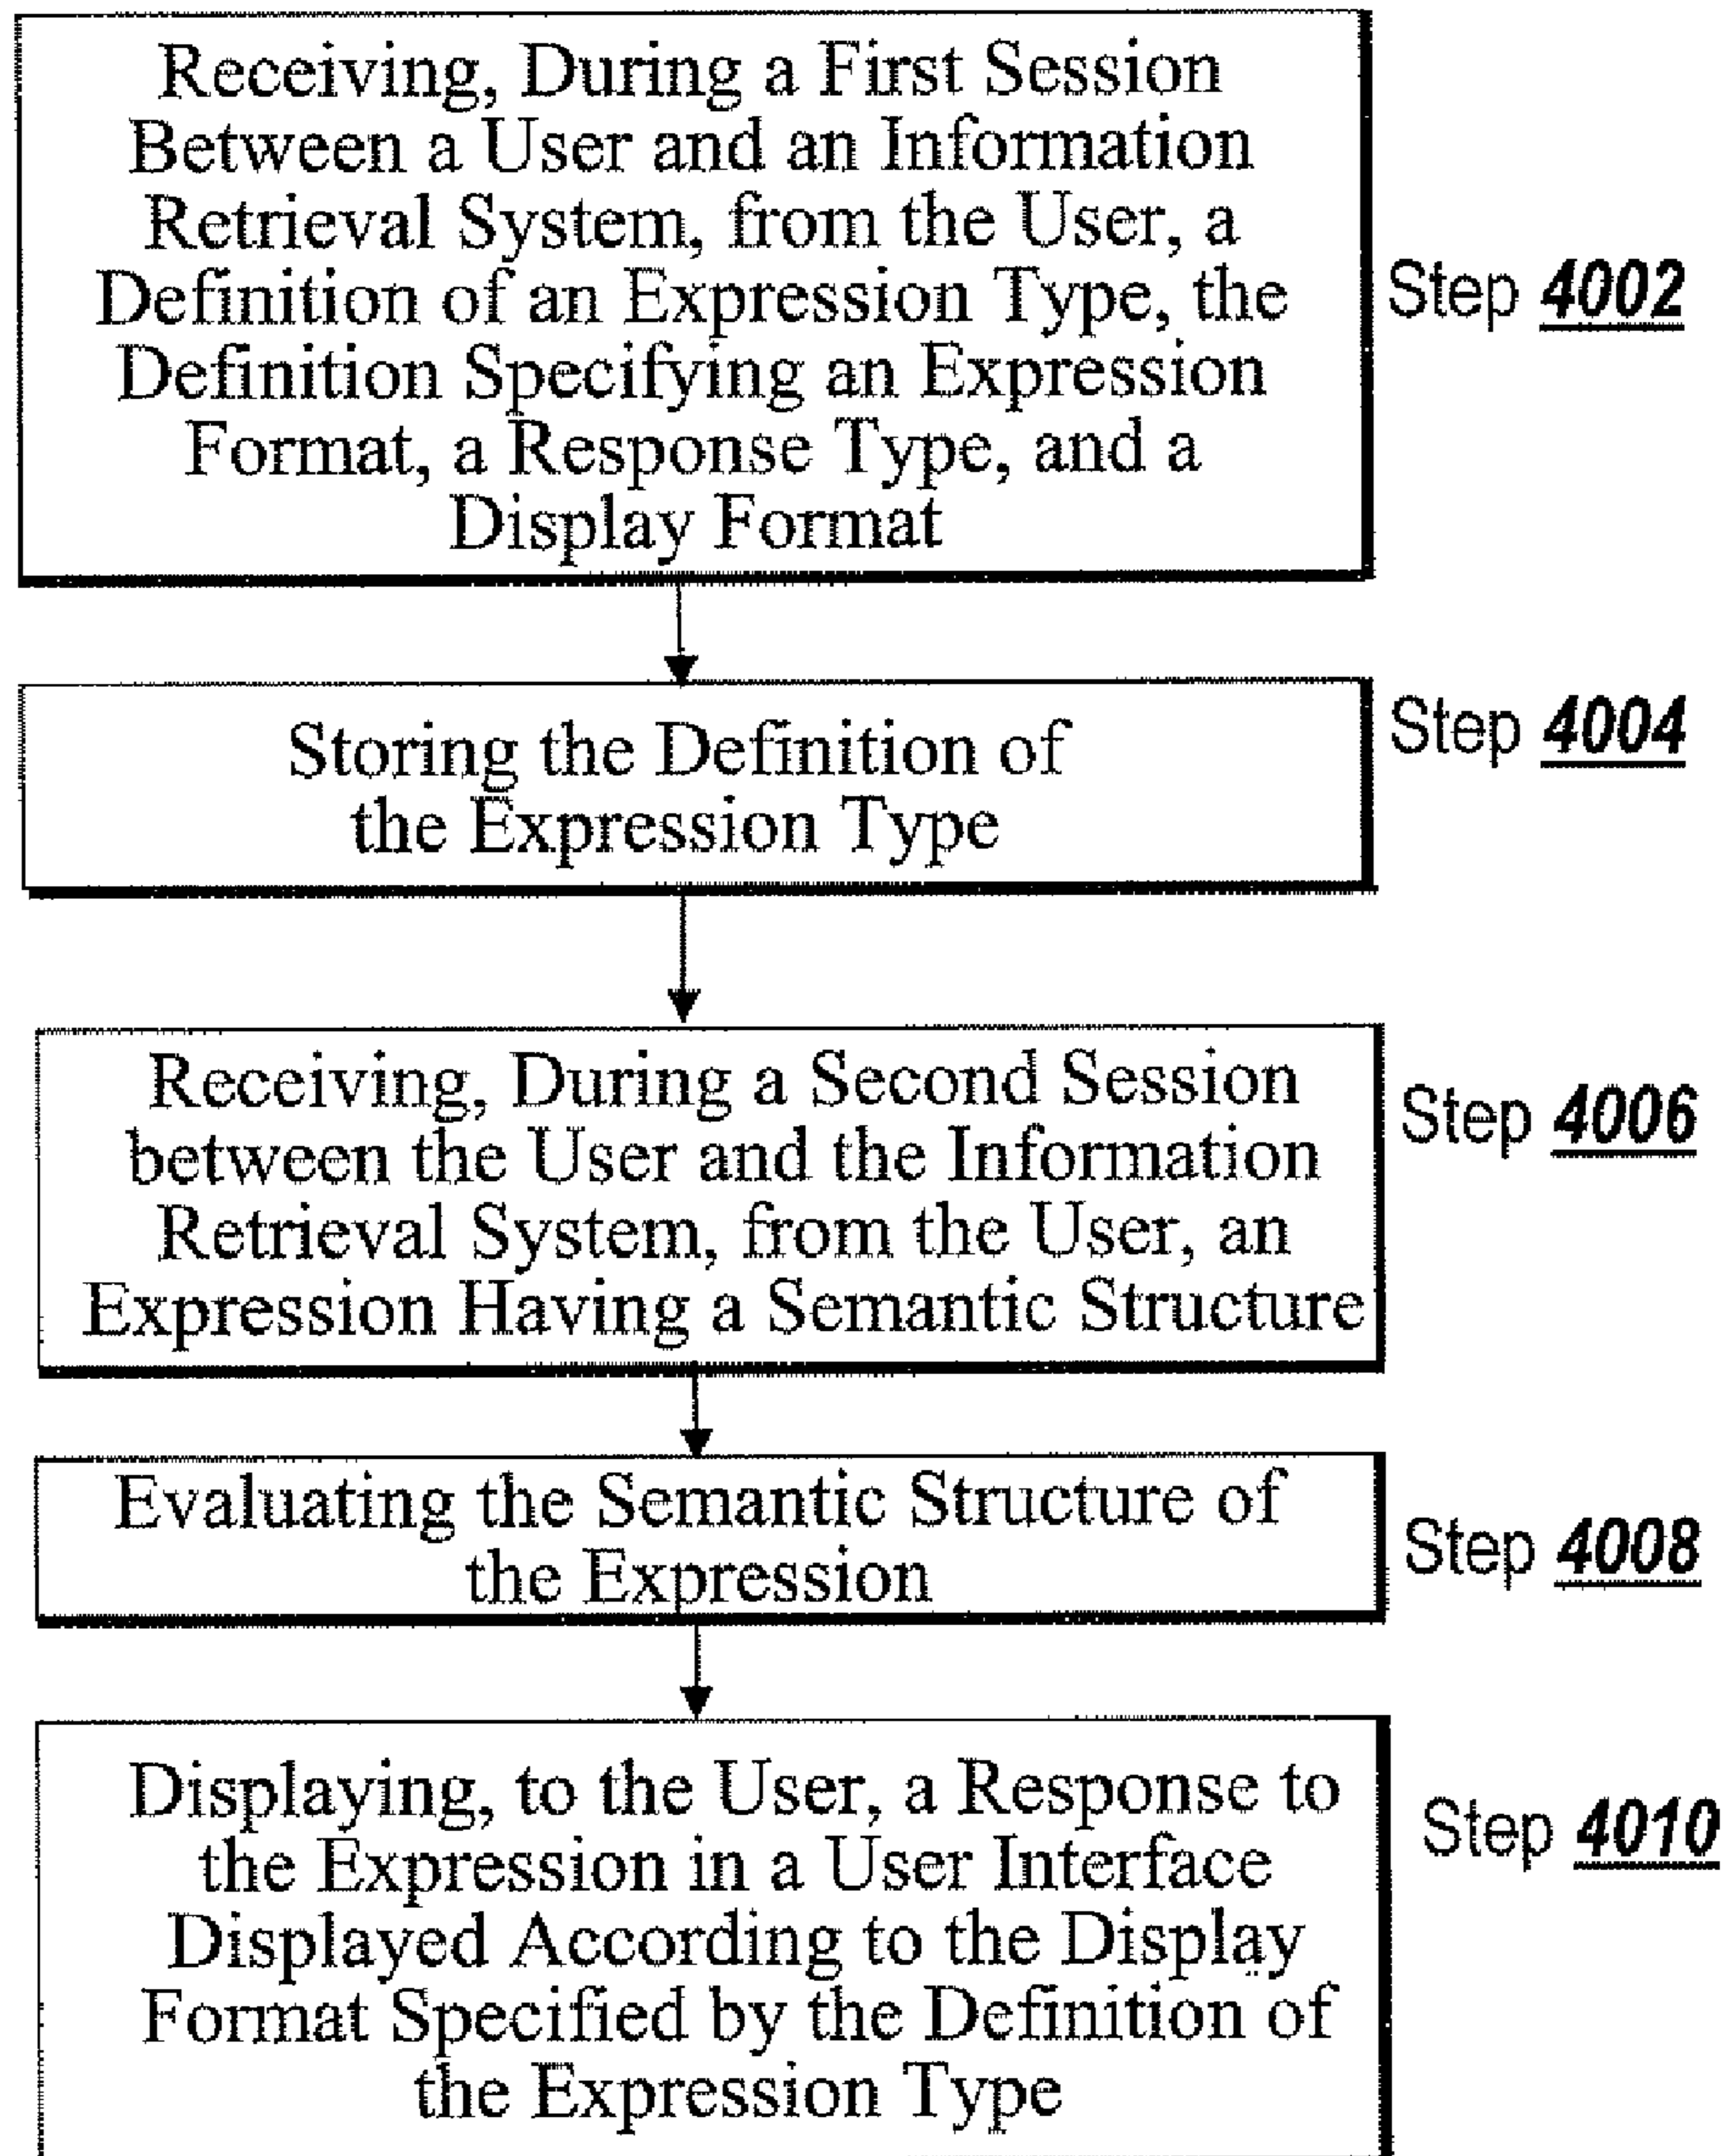 Receiving, During a First Session
Between a User and an Information
Retrieval System, from the User, a
Definition of an Expression Type, the
Definition Specifying an Expression
Format, a Response Type, and a
Display Format
Step 4002
Storing the Definition of
the Expression Type
Step 4004
Receiving, During a Second Session
between the User and the Information
Retrieval System, from the User, an
Expression Having a Semantic Structure
Step 4006
Evaluating the Semantic Structure of
the Expression
Step 4008
Displaying, to the User, a Response to
the Expression in a User Interface
Displayed According to the Display
Format Specified by the Definition of
the Expression Type
Step 4010